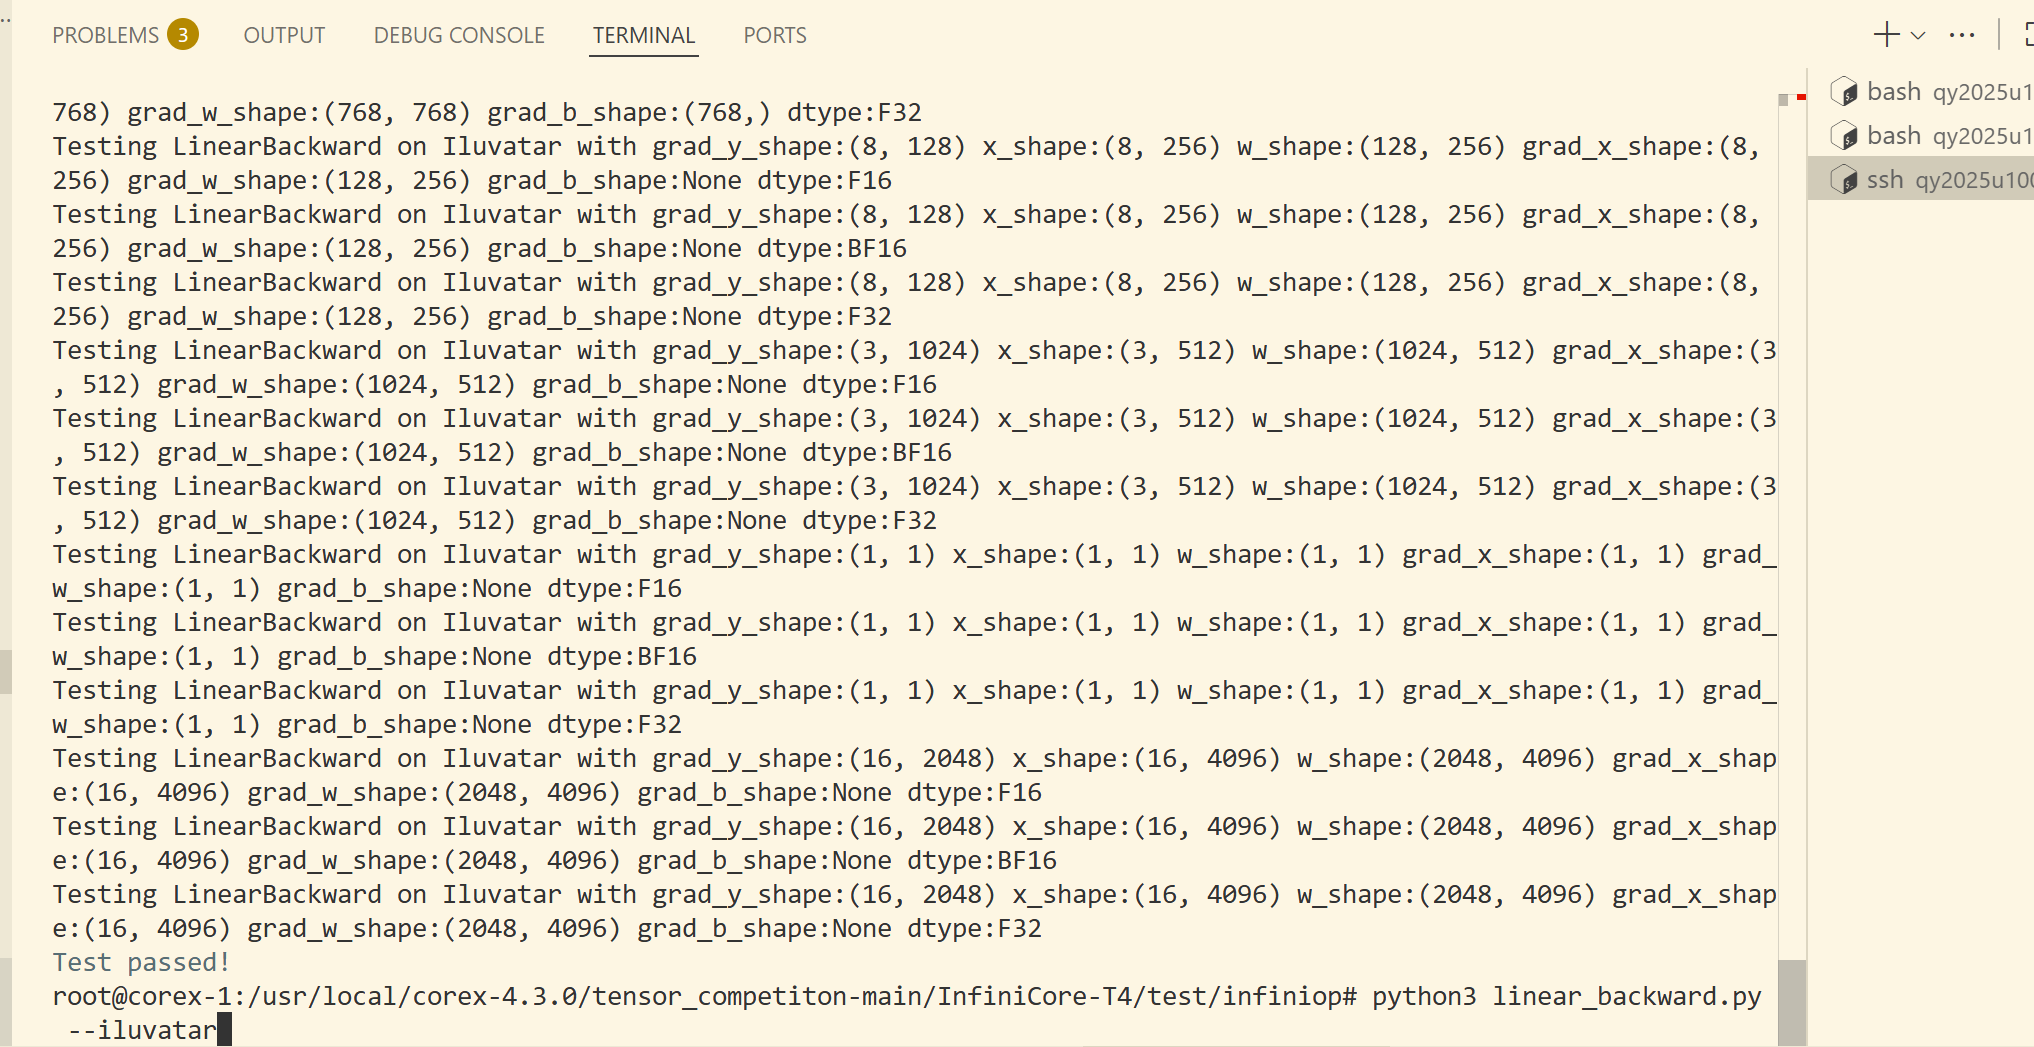 PROBLEMS 3 OUTPUT DEBUG CONSOLE TERMINAL PORTS
768) grad_w_shape:(768, 768) grad_b_shape:(768,) dtype:F32
Testing LinearBackward on Iluvatar with grad_y_shape:(8, 128) x_shape:(8, 256) w_shape:(128, 256) grad_x_shape:(8,
256) grad_w_shape:(128, 256) grad_b_shape:None dtype:F16
Testing LinearBackward on Iluvatar with grad_y_shape:(8, 128) x_shape:(8, 256) w_shape:(128, 256) grad_x_shape:(8,
256) grad_w_shape:(128, 256) grad_b_shape:None dtype:BF16
Testing LinearBackward on Iluvatar with grad_y_shape:(8, 128) x_shape:(8, 256) w_shape:(128, 256) grad_x_shape:(8,
256) grad_w_shape:(128, 256) grad_b_shape:None dtype:F32
Testing LinearBackward on Iluvatar with grad_y_shape:(3, 1024) x_shape:(3, 512) w_shape:(1024, 512) grad_x_shape:(3
, 512) grad_w_shape:(1024, 512) grad_b_shape:None dtype:F16
Testing LinearBackward on Iluvatar with grad_y_shape:(3, 1024) x_shape:(3, 512) w_shape:(1024, 512) grad_x_shape:(3
, 512) grad_w_shape:(1024, 512) grad_b_shape:None dtype:BF16
Testing LinearBackward on Iluvatar with grad_y_shape:(3, 1024) x_shape:(3, 512) w_shape:(1024, 512) grad_x_shape:(3
, 512) grad_w_shape:(1024, 512) grad_b_shape:None dtype:F32
Testing LinearBackward on Iluvatar with grad_y_shape:(1, 1) x_shape:(1, 1) w_shape:(1, 1) grad_x_shape:(1, 1) grad_
w_shape:(1, 1) grad_b_shape:None dtype:F16
Testing LinearBackward on Iluvatar with grad_y_shape:(1, 1) x_shape:(1, 1) w_shape:(1, 1) grad_x_shape:(1, 1) grad_
w_shape:(1, 1) grad_b_shape:None dtype:BF16
Testing LinearBackward on Iluvatar with grad_y_shape:(1, 1) x_shape:(1, 1) w_shape:(1, 1) grad_x_shape:(1, 1) grad_
w_shape:(1, 1) grad_b_shape:None dtype:F32
Testing LinearBackward on Iluvatar with grad_y_shape:(16, 2048) x_shape:(16, 4096) w_shape:(2048, 4096) grad_x_shap
e:(16, 4096) grad_w_shape:(2048, 4096) grad_b_shape:None dtype:F16
Testing LinearBackward on Iluvatar with grad_y_shape:(16, 2048) x_shape:(16, 4096) w_shape:(2048, 4096) grad_x_shap
e:(16, 4096) grad_w_shape:(2048, 4096) grad_b_shape:None dtype:BF16
Testing LinearBackward on Iluvatar with grad_y_shape:(16, 2048) x_shape:(16, 4096) w_shape:(2048, 4096) grad_x_shap
e:(16, 4096) grad_w_shape:(2048, 4096) grad_b_shape:None dtype:F32
Test passed!
root@corex-1:/usr/local/corex-4.3.0/tensor_competiton-main/InfiniCore-T4/test/infiniop# python3 linear_backward.py
--iluvatar
bash qy2025u1
bash qy2025u1
ssh qy2025u100